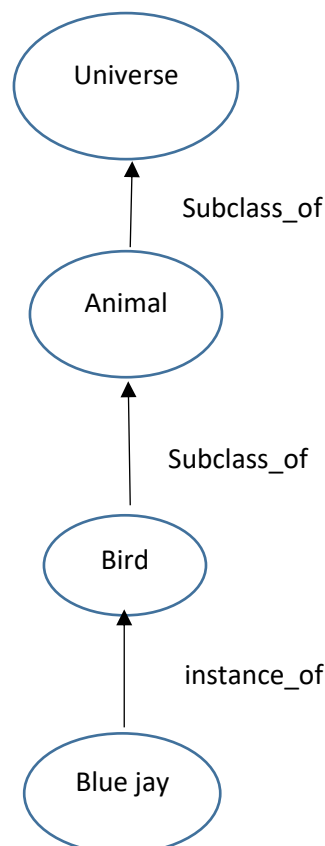 Universe
Subclass_of
Animal
Subclass_of
Bird
instance_of
Blue jay